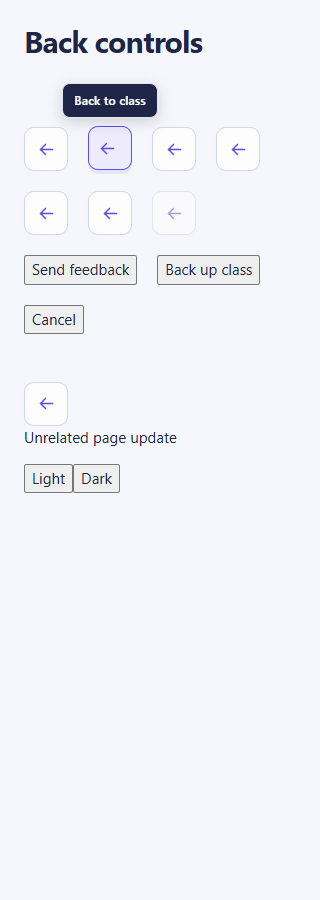 Back controls
Back to class
Send feedback
Back up class
Cancel
Unrelated page update
Light
Dark